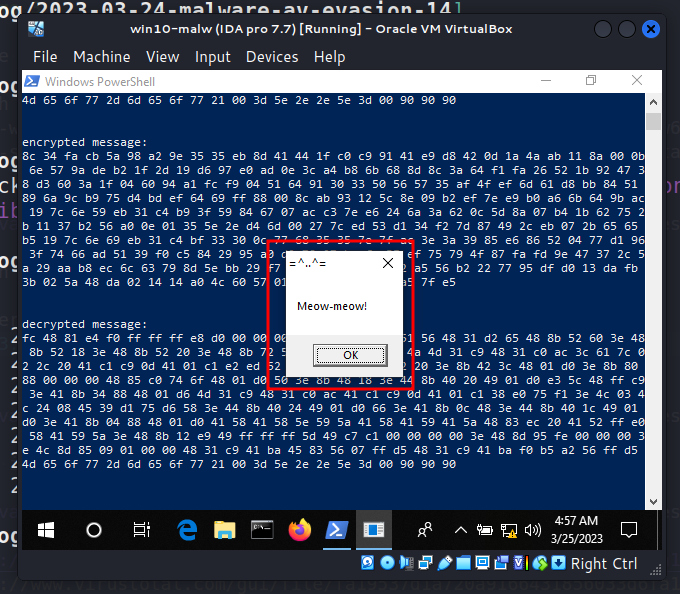 og/2023-03-24-malware-av-evasion-14]
win10-malw (IDA pro 7.7) [Running] - Oracle VM VirtualBox
File Machine View Input Devices Help
Windows PowerShell
4d 65 6f 77 2d 6d 65 6f 77 21 00 3d 5e 2e 2e 5e 3d 00 90 90 90
encrypted message:
8c 34 fa cb 5a 98 a2 9e 35 35 eb 8d 41 44 1f c0 c9 91 41 e9 d8 42 0d 1a 4a ab 11 8a 00 0b
6e 57 9a de b2 1f 2d 19 d6 97 e0 ad 0e 3c a4 b8 6b 68 8d 8c 3a 64 f1 fa 26 52 1b 92 47 3
8 d3 60 3a 1f 04 60 94 a1 fc f9 04 51 64 91 30 33 50 56 57 35 af 4f ef 6d 61 d8 bb 84 51
89 6a 9c b9 75 d4 bd ef 64 69 ff 88 00 8c ab 93 12 5c 8e 09 b2 ef 7e e9 b0 a6 6b 64 9b ac
19 7c 6e 59 eb 31 c4 b9 3f 59 84 67 07 ac c3 7c e6 24 6a 3a 62 0c 5d 8a 07 b4 1b 62 75 2
b 11 37 b2 56 a0 0e 01 35 5e 2e d4 6d 00 27 7c ed 53 d1 34 f2 7d 87 49 2c eb 07 2b 65 65
b5 19 7c 6e 69 eb 31 c4 bf 33 30 0c 3e 3a 39 85 e6 86 52 04 77 d1 96
3f 74 66 ad 51 39 f0 c5 84 29 95 a0 ef 75 79 4f 87 fa fd 9e 47 37 2c 5
a 29 aa b8 ec 6c 63 79 8d 5e bb 29 f7 a5 56 b2 22 77 95 df d0 13 da fb
3b 02 5a 48 da 02 14 14 a0 4c 60 57 01 a5 7f e5
=^..^=
Meow-meow!
OK
decrypted message:
fc 48 81 e4 f0 ff ff ff e8 d0 00 00 00 51 56 48 31 d2 65 48 8b 52 60 3e 48
8b 52 18 3e 48 8b 52 20 3e 48 8b 72 4a 4d 31 c9 48 31 c0 ac 3c 61 7c 0
2 2c 20 41 c1 c9 0d 41 01 c1 e2 ed 52 20 3e 8b 42 3c 48 01 d0 3e 8b 80
88 00 00 00 48 85 c0 74 6f 48 01 d0 50 3e 8b 48 18 3e 44 8b 40 20 49 01 d0 e3 5c 48 ff c9
3e 41 8b 34 88 48 01 d6 4d 31 c9 48 31 c0 ac 41 c1 c9 0d 41 01 c1 38 e0 75 f1 3e 4c 03 4
c 24 08 45 39 d1 75 d6 58 3e 44 8b 40 24 49 01 d0 66 3e 41 8b 0c 48 3e 44 8b 40 1c 49 01
d0 3e 41 8b 04 88 48 01 d0 41 58 41 58 5e 59 5a 41 58 41 59 41 5a 48 83 ec 20 41 52 ff e0
58 41 59 5a 3e 48 8b 12 e9 49 ff ff ff 5d 49 c7 c1 00 00 00 00 3e 48 8d 95 fe 00 00 00 3
e 4c 8d 85 09 01 00 00 48 31 c9 41 ba 45 83 56 07 ff d5 48 31 c9 41 ba f0 b5 a2 56 ff d5
4d 65 6f 77 2d 6d 65 6f 77 21 00 3d 5e 2e 2e 5e 3d 00 90 90 90
4:57 AM
3/25/2023
Right Ctrl